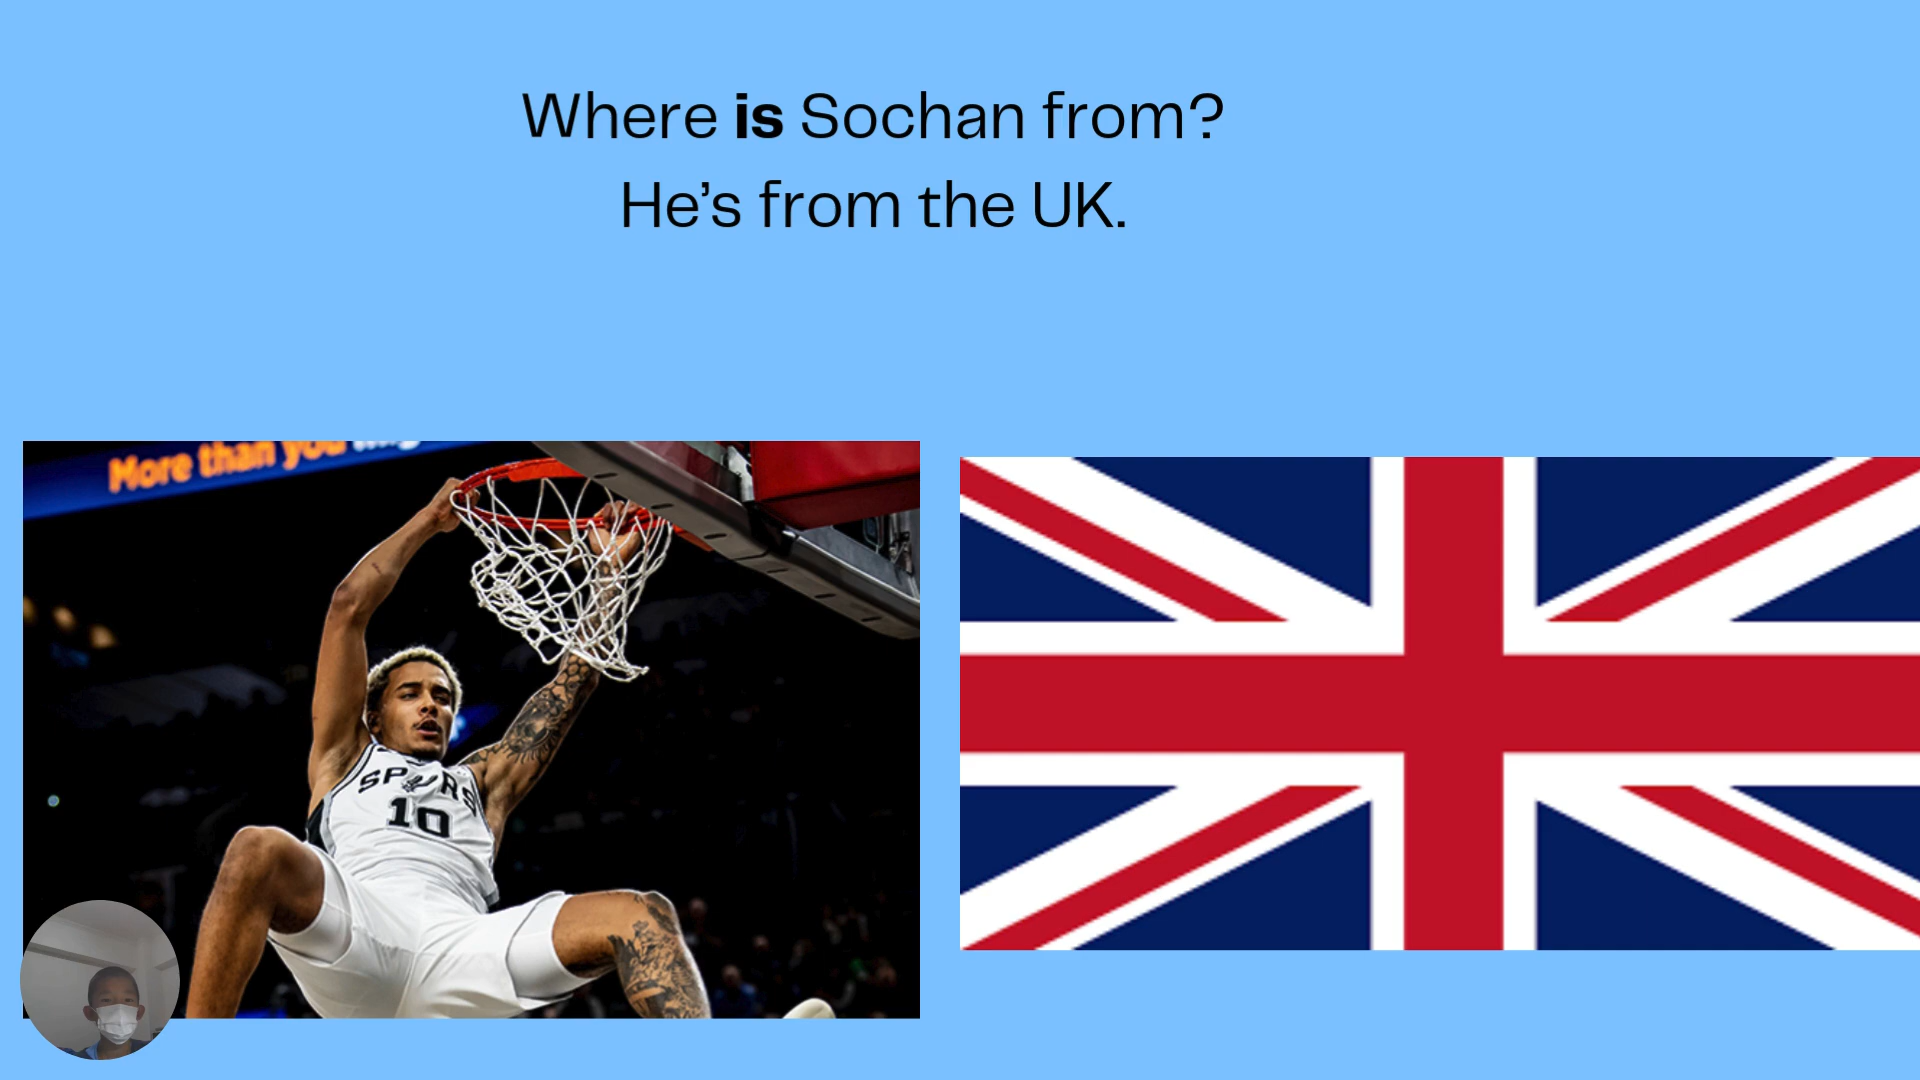 Where is Sochan from?
He’s from the UK.
More than you
SPURS
10